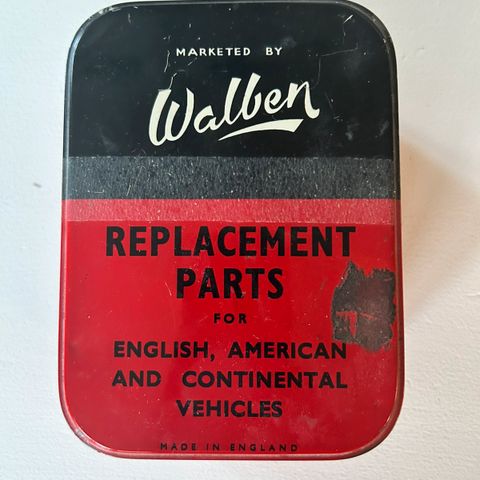 MARKETED BY
Walben
REPLACEMENT
PARTS
FOR
ENGLISH, AMERICAN
AND CONTINENTAL
VEHICLES
MADE IN ENGLAND